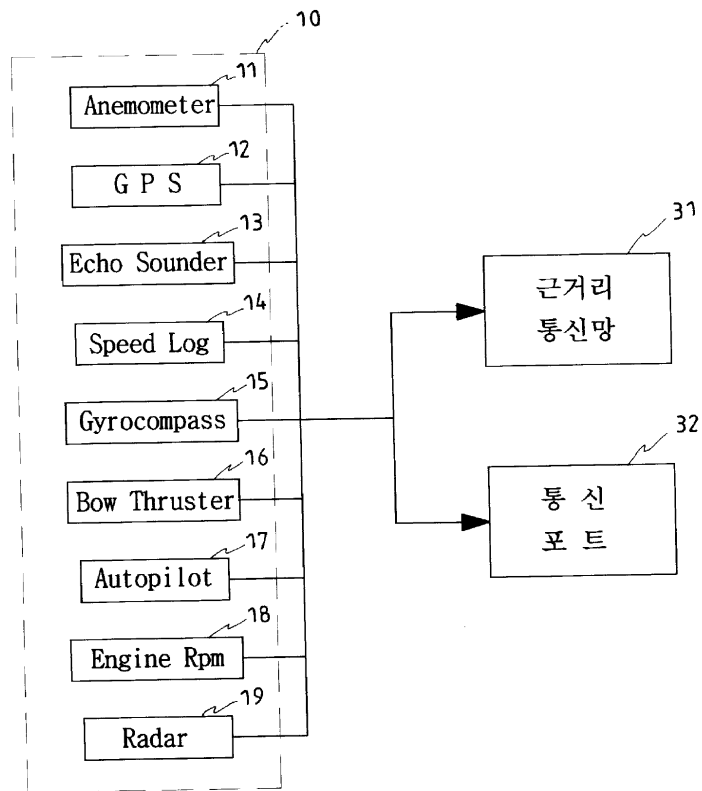 10
11
Anemometer
12
G P S
13
Echo Sounder
14
Speed Log
15
Gyrocompass
16
Bow Thruster
17
Autopilot
18
Engine Rpm
19
Radar
31
근거리
통신망
32
통 신
포 트